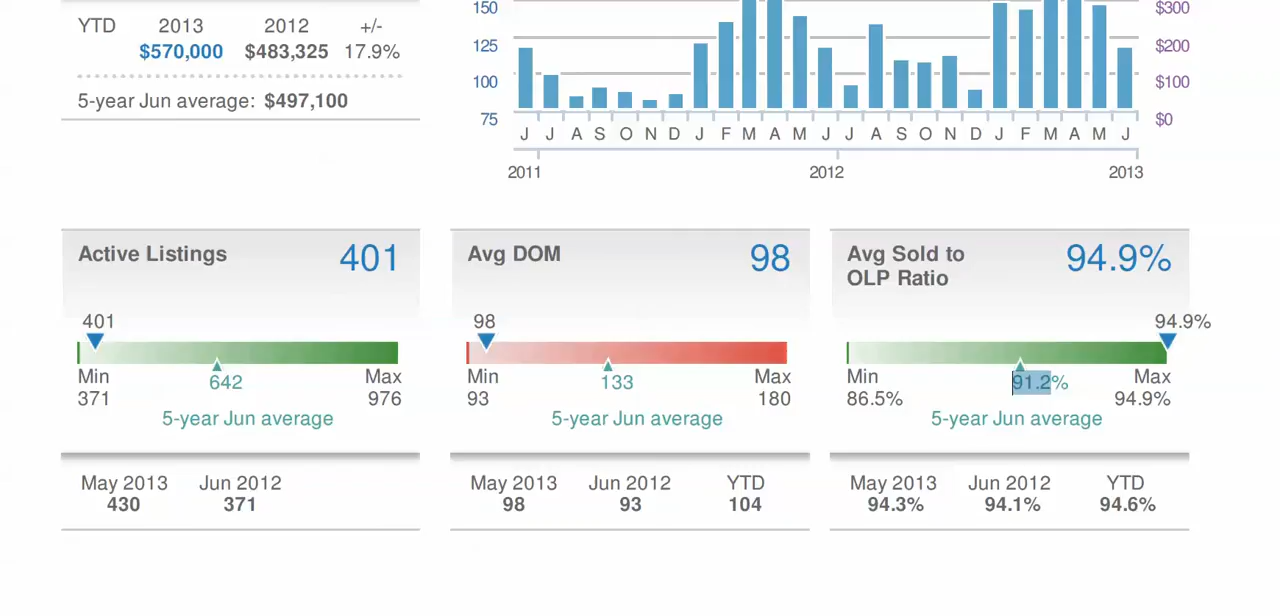 YTD 2013 2012 +/-
$570,000 $483,325 17.9%
5-year Jun average: $497,100
150 $300
125 $200
100 $100
75 $0
J J A S O N D J F M A M J J A S O N D J F M A M J
2011 2012 2013
Active Listings 401
401
Min 642 Max
371 976
5-year Jun average
May 2013 Jun 2012
430 371
Avg DOM 98
98
Min 133 Max
93 180
5-year Jun average
May 2013 Jun 2012 YTD
98 93 104
Avg Sold to 94.9%
OLP Ratio
94.9%
Min 91.2% Max
86.5% 94.9%
5-year Jun average
May 2013 Jun 2012 YTD
94.3% 94.1% 94.6%